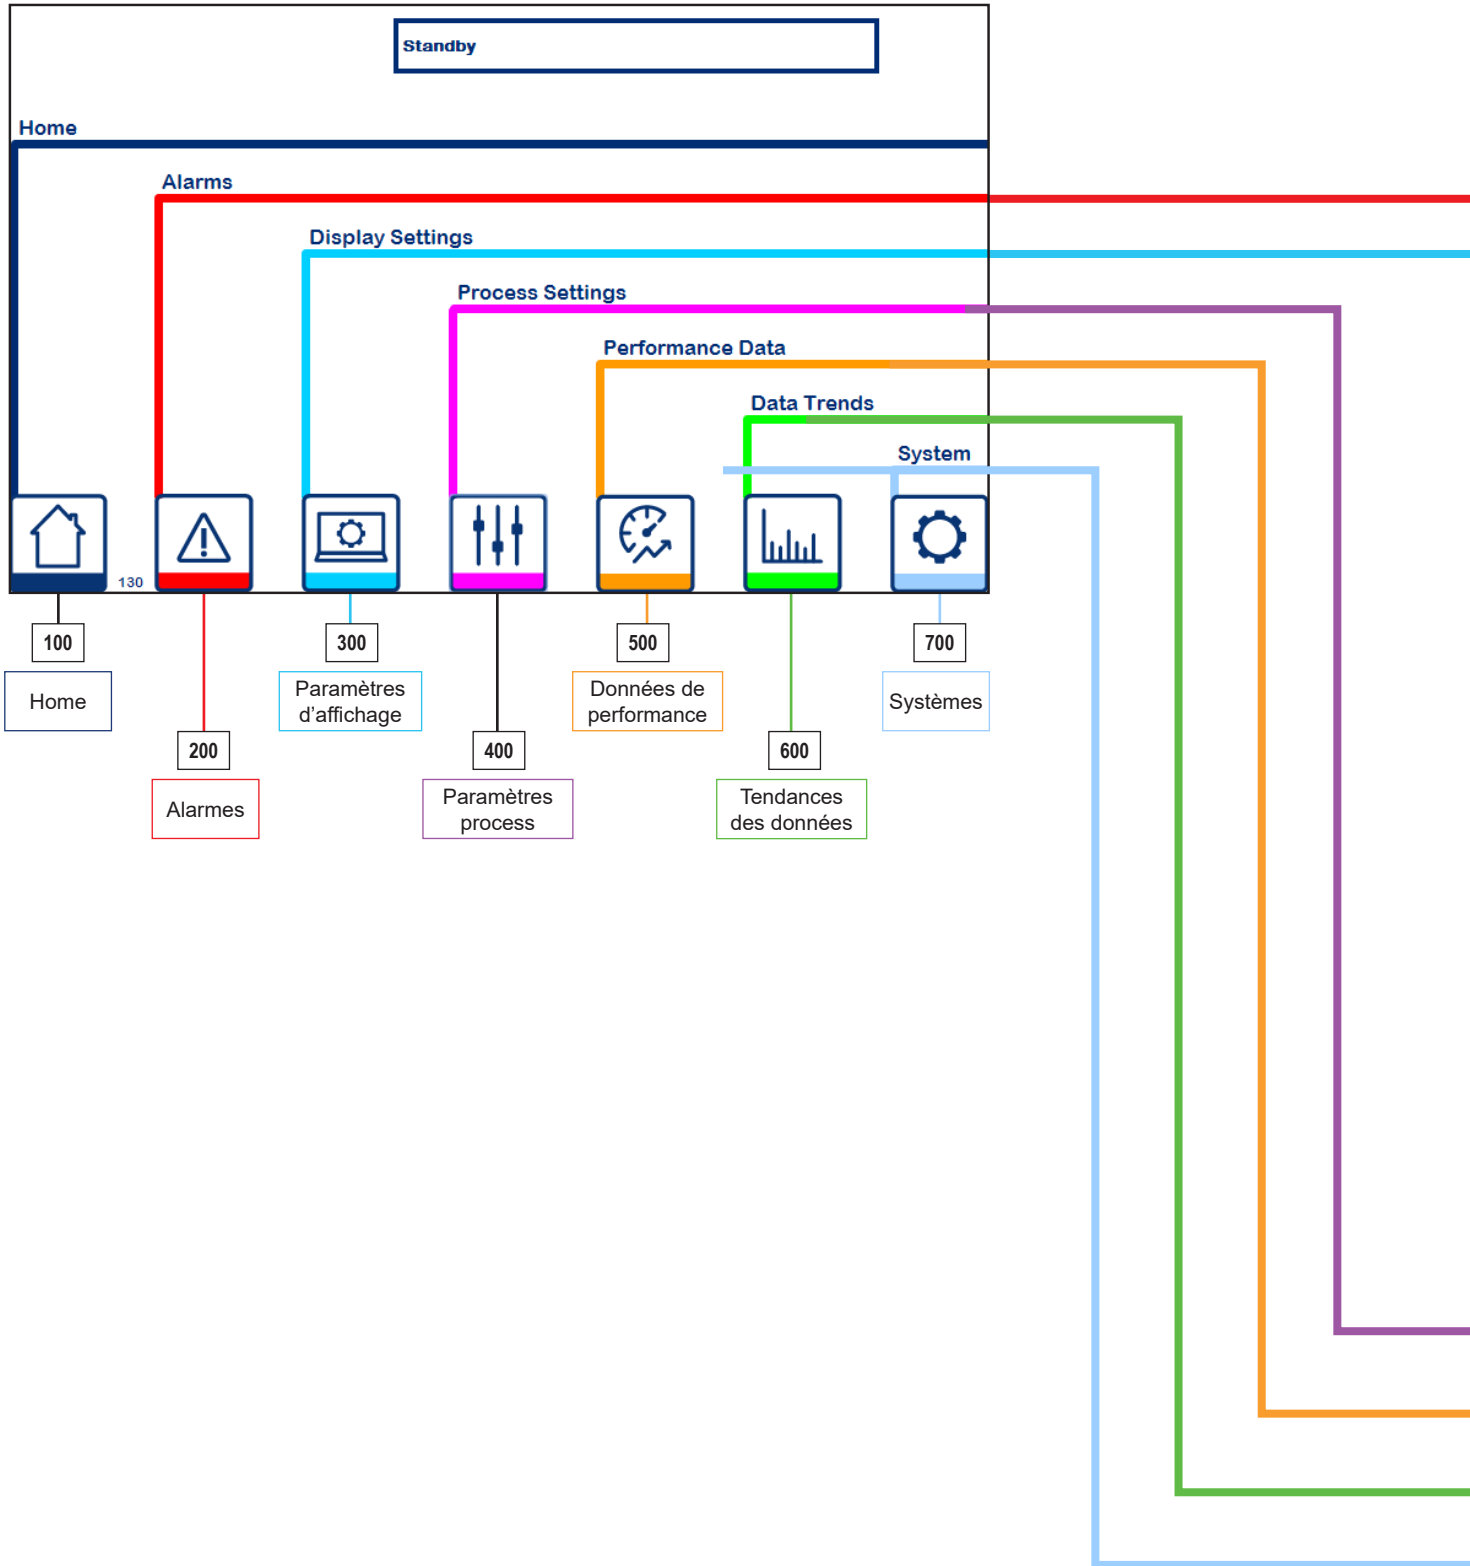 Standby
Home
Alarms
Display Settings
Process Settings
Performance Data
Data Trends
System
130
100
300
500
700
Home
Paramètres
d’affichage
Données de
performance
Systèmes
200
400
600
Alarmes
Paramètres
process
Tendances
des données